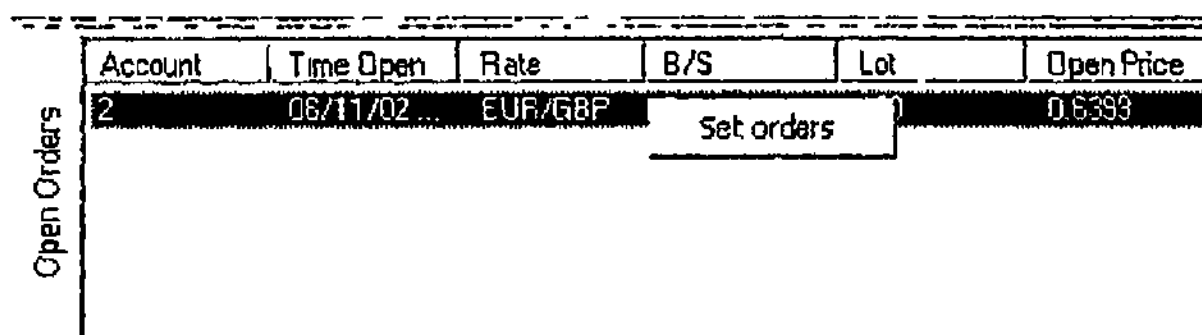 Account Time Open Rate B/S Lot Open Price
2 06/11/02 ... EUR/GBP 0.6393
Set orders
Open Orders